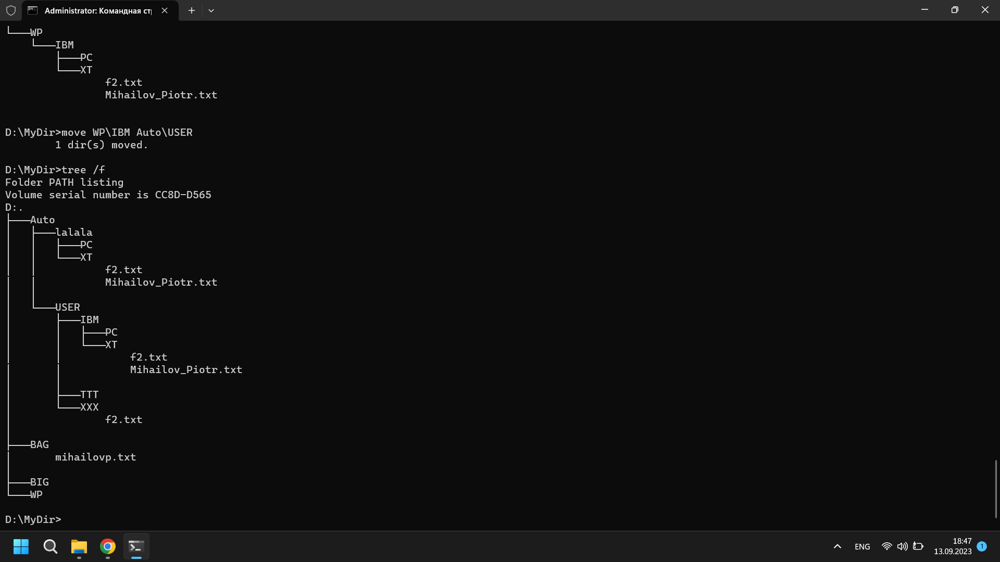 Administrator: Командная ст
└───WP
    └───IBM
        ├───PC
        └───XT
                f2.txt
                Mihailov_Piotr.txt
D:\MyDir>move WP\IBM Auto\USER
        1 dir(s) moved.
D:\MyDir>tree /f
Folder PATH listing
Volume serial number is CC8D-D565
D:.
├───Auto
│   ├───lalala
│   │   ├───PC
│   │   └───XT
│   │           f2.txt
│   │           Mihailov_Piotr.txt
│   │
│   └───USER
│       ├───IBM
│       │   ├───PC
│       │   └───XT
│       │           f2.txt
│       │           Mihailov_Piotr.txt
│       │
│       ├───TTT
│       └───XXX
│               f2.txt
│
├───BAG
│       mihailovp.txt
│
├───BIG
└───WP
D:\MyDir>
ENG
18:47
13.09.2023
1